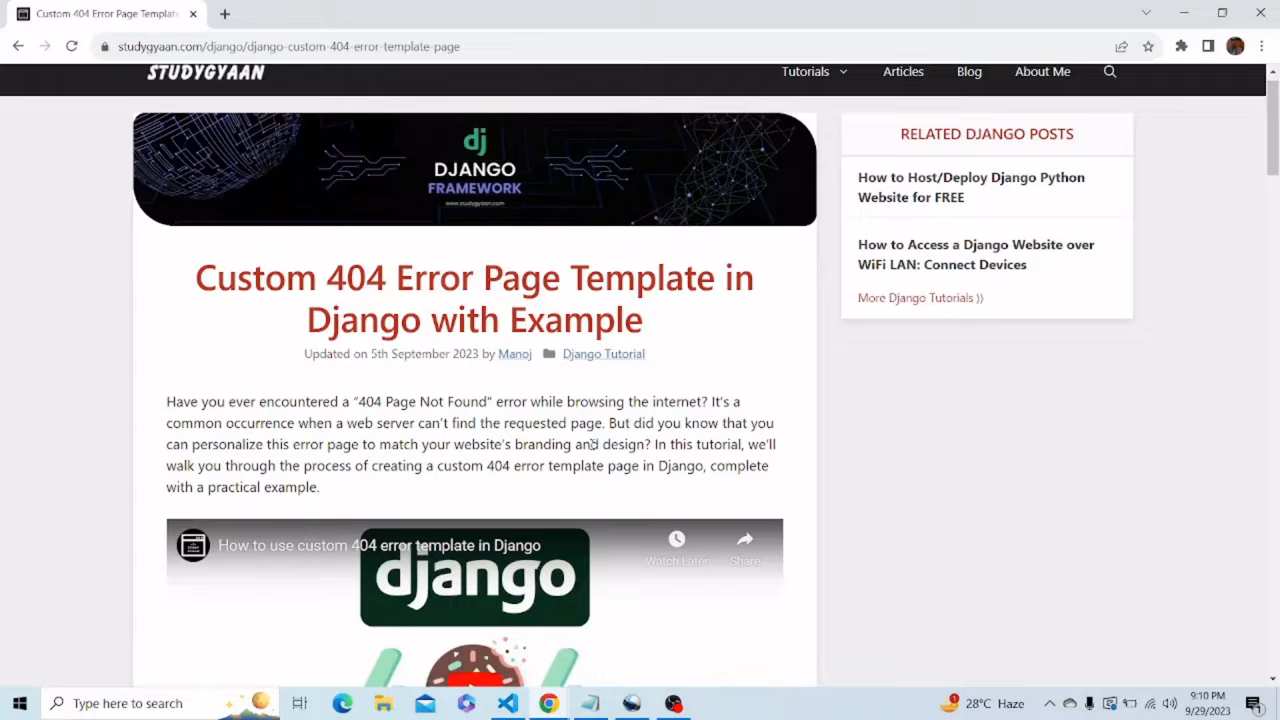 Custom 404 Error Page Templat
studygyaan.com/django/django-custom-404-error-template-page
STUDYGYAAN
Tutorials
Articles
Blog
About Me
dj
DJANGO
FRAMEWORK
www.studygyaan.com
Custom 404 Error Page Template in
Django with Example
Updated on 5th September 2023 by Manoj
Django Tutorial
Have you ever encountered a “404 Page Not Found” error while browsing the internet? It’s a
common occurrence when a web server can’t find the requested page. But did you know that you
can personalize this error page to match your website’s branding and design? In this tutorial, we’ll
walk you through the process of creating a custom 404 error template page in Django, complete
with a practical example.
How to use custom 404 error template in Django
Watch Later
Share
django
RELATED DJANGO POSTS
How to Host/Deploy Django Python
Website for FREE
How to Access a Django Website over
WiFi LAN: Connect Devices
More Django Tutorials ⟩⟩
Type here to search
1
28°C Haze
9:10 PM
9/29/2023
1